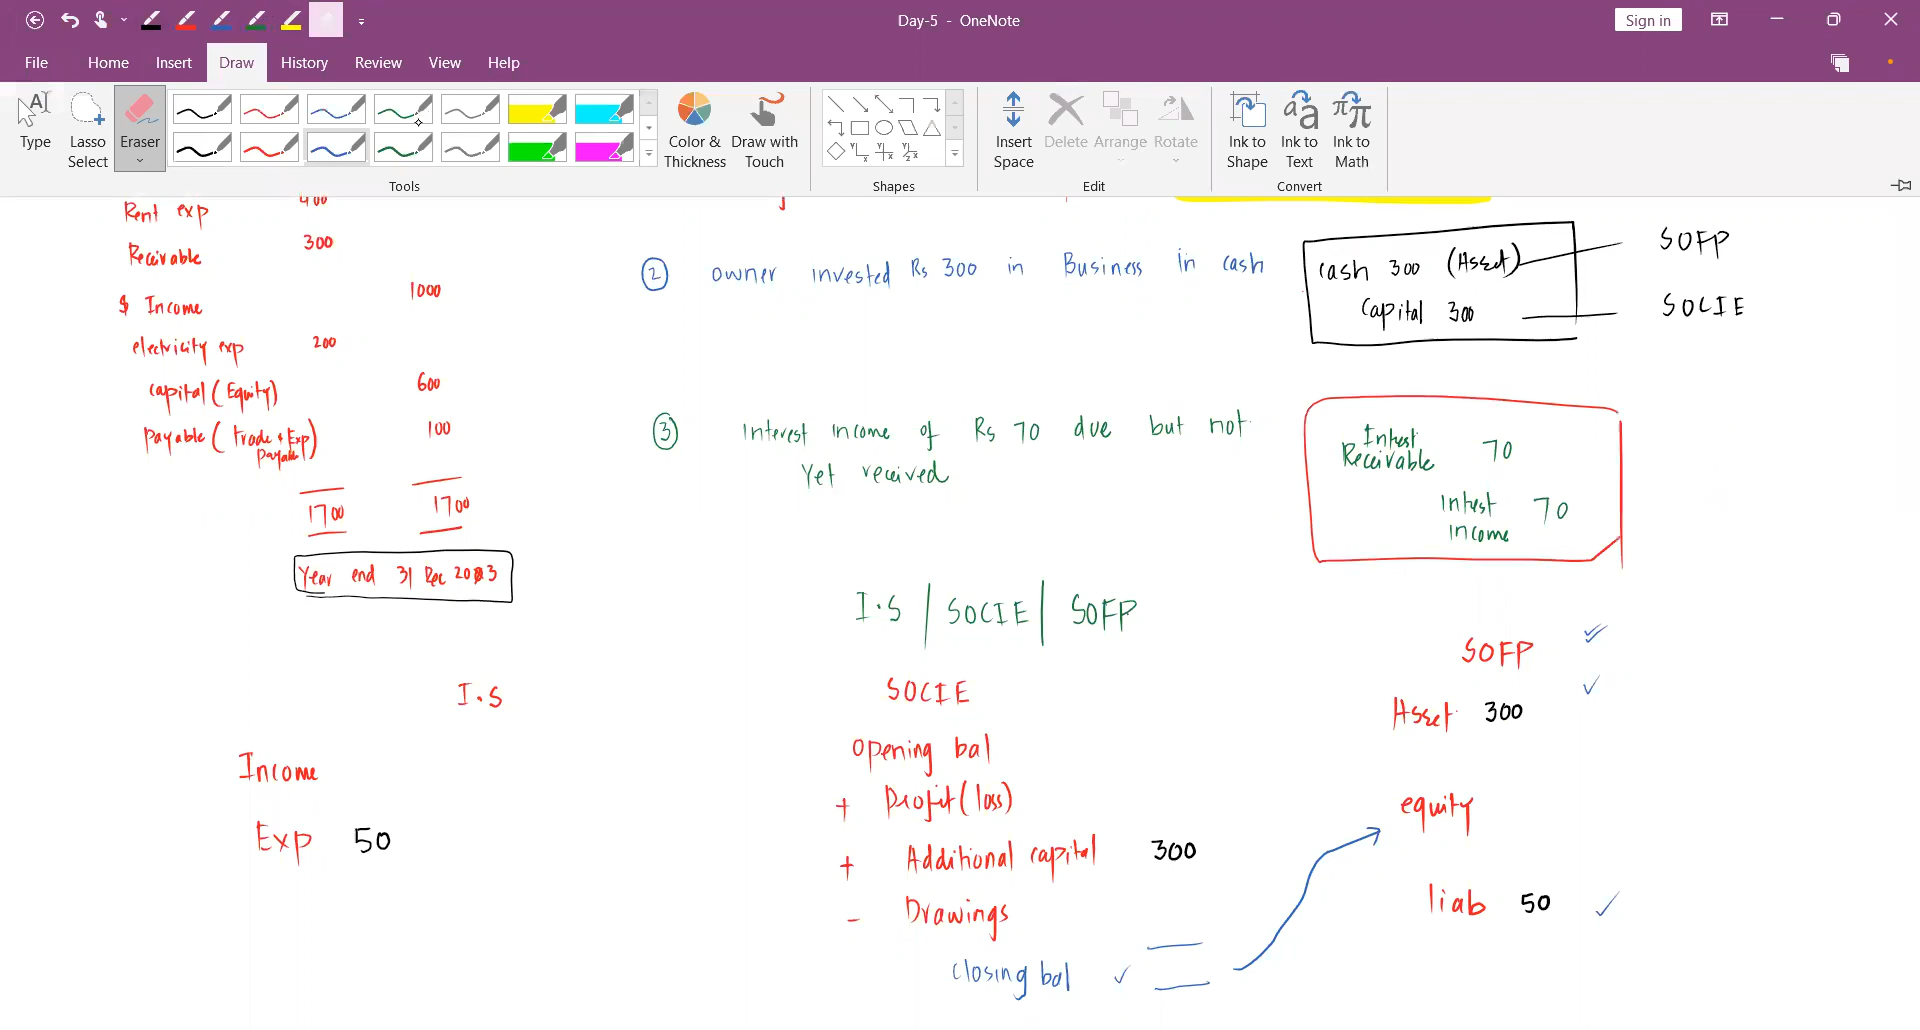 Day-5 - OneNote
Sign in
File Home Insert Draw History Review View Help
Type
Lasso Select
Eraser
Color & Thickness
Draw with Touch
Insert Space
Delete
Arrange
Rotate
Ink to Shape
Ink to Text
Ink to Math
Tools
Shapes
Edit
Convert
Rent exp 400
Receivable 300
$ Income 1000
electricity exp 200
capital (Equity) 600
payable (trade + Exp payable) 100
1700 1700
Year end 31 Dec 2023
2 owner invested Rs 300 in Business in cash
cash 300 (Asset) SOFP
Capital 300 SOCIE
3 Interest income of Rs 70 due but not
Yet received
Intrest
Receivable 70
Intrest 70
Income
I.S | SOCIE | SOFP
I.S
Income
Exp 50
SOCIE
Opening bal
+ Profit (loss)
+ Additional capital 300
- Drawings
closing bal
SOFP
Asset 300
equity
liab 50